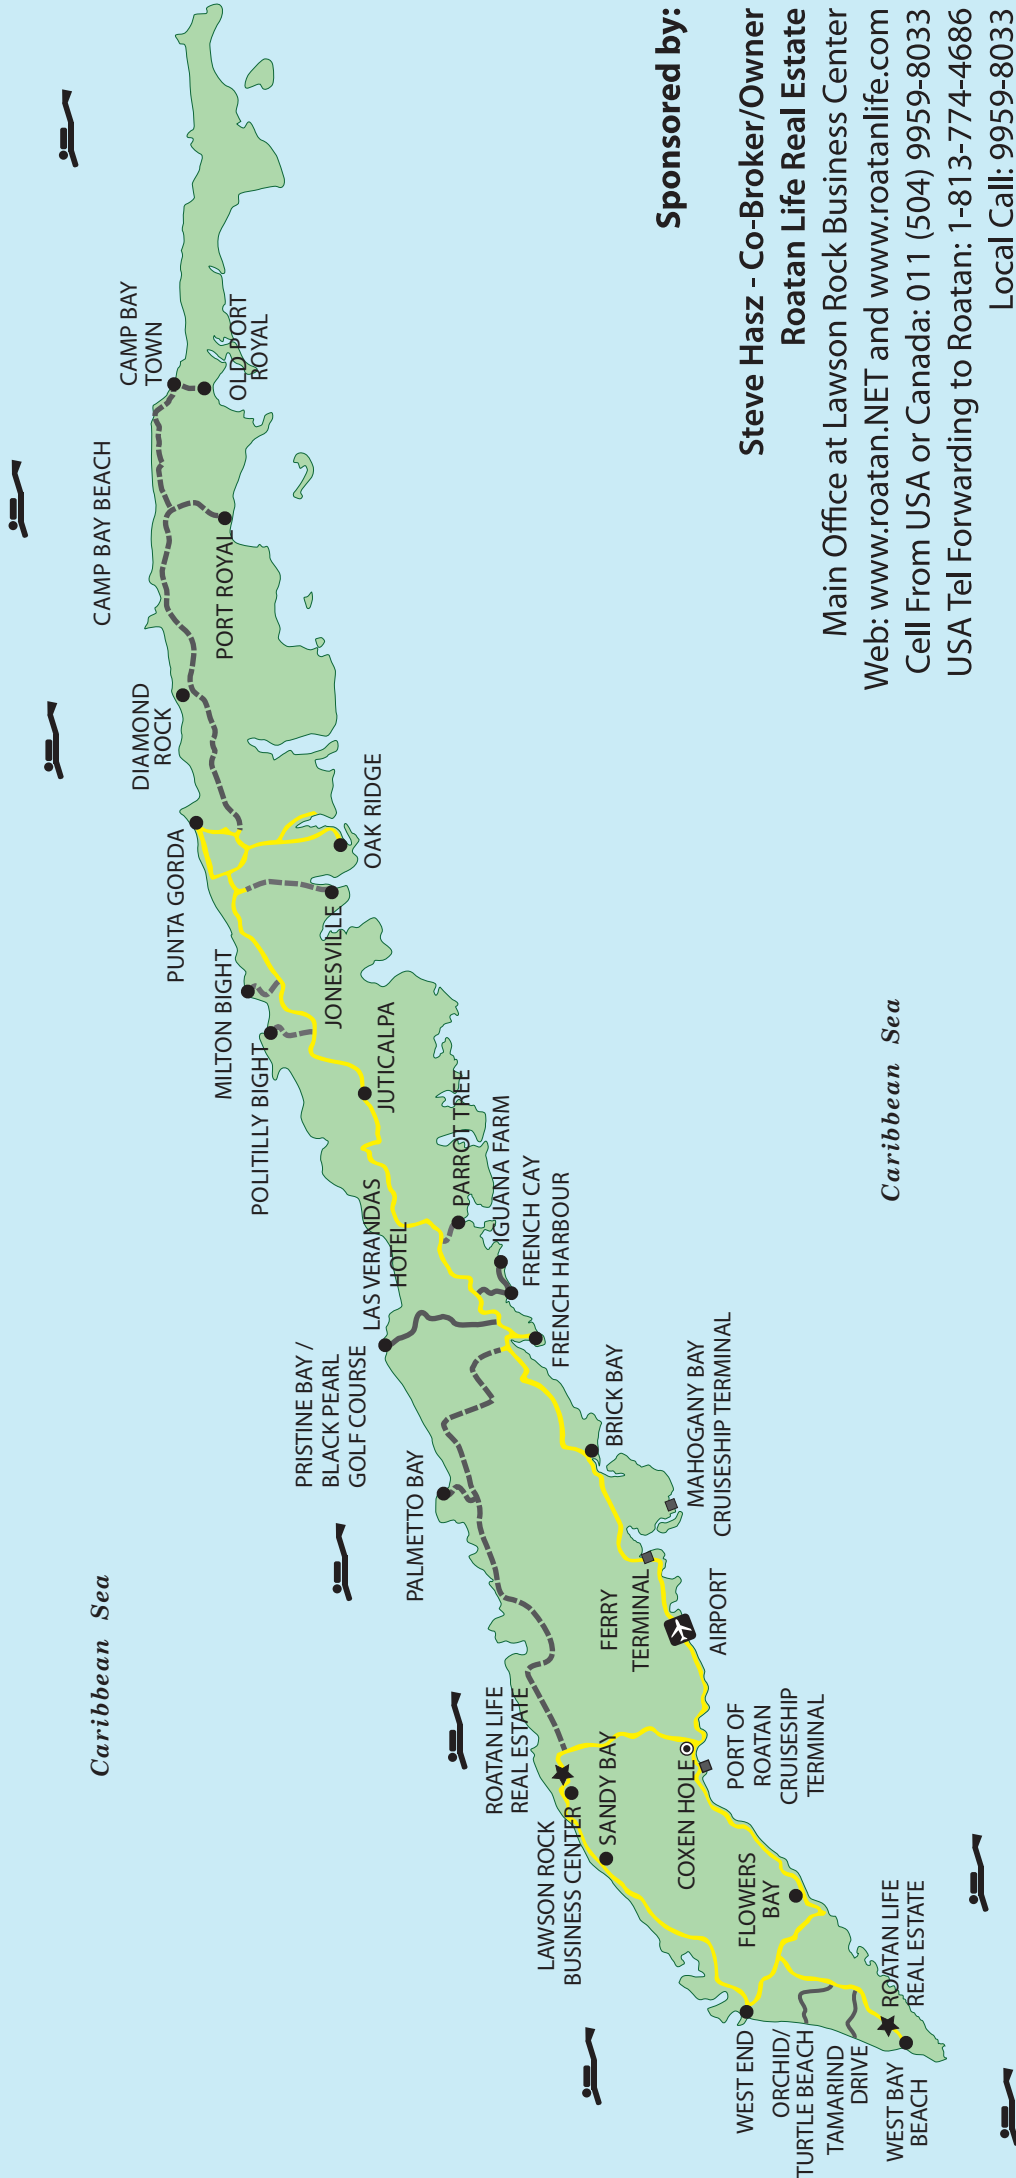 Caribbean Sea
CAMP BAY
TOWN
OLD PORT
ROYAL
CAMP BAY BEACH
PORT ROYAL
DIAMOND
ROCK
PUNTA GORDA
OAK RIDGE
MILTON BIGHT
JONESVILLE
POLITILLY BIGHT
JUTICALPA
PARROT TREE
LAS VERANDAS
HOTEL
IGUANA FARM
FRENCH CAY
FRENCH HARBOUR
PRISTINE BAY /
BLACK PEARL
GOLF COURSE
PALMETTO BAY
BRICK BAY
MAHOGANY BAY
CRUISESHIP TERMINAL
FERRY
TERMINAL
AIRPORT
ROATAN LIFE
REAL ESTATE
LAWSON ROCK
BUSINESS CENTER
SANDY BAY
COXEN HOLE
PORT OF
ROATAN
CRUISESHIP
TERMINAL
FLOWERS
BAY
WEST END
ORCHID/
TURTLE BEACH
TAMARIND
DRIVE
WEST BAY
BEACH
ROATAN LIFE
REAL ESTATE
Caribbean Sea
Sponsored by:
Steve Hasz - Co-Broker/Owner
Roatan Life Real Estate
Main Office at Lawson Rock Business Center
Web: www.roatan.NET and www.roatanlife.com
Cell From USA or Canada: 011 (504) 9959-8033
USA Tel Forwarding to Roatan: 1-813-774-4686
Local Call: 9959-8033